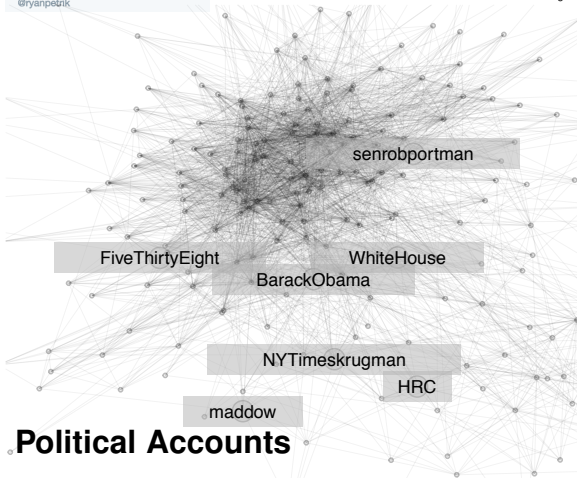 @ryanpetrik
senrobportman
FiveThirtyEight
WhiteHouse
BarackObama
NYTimeskrugman
HRC
maddow
Political Accounts